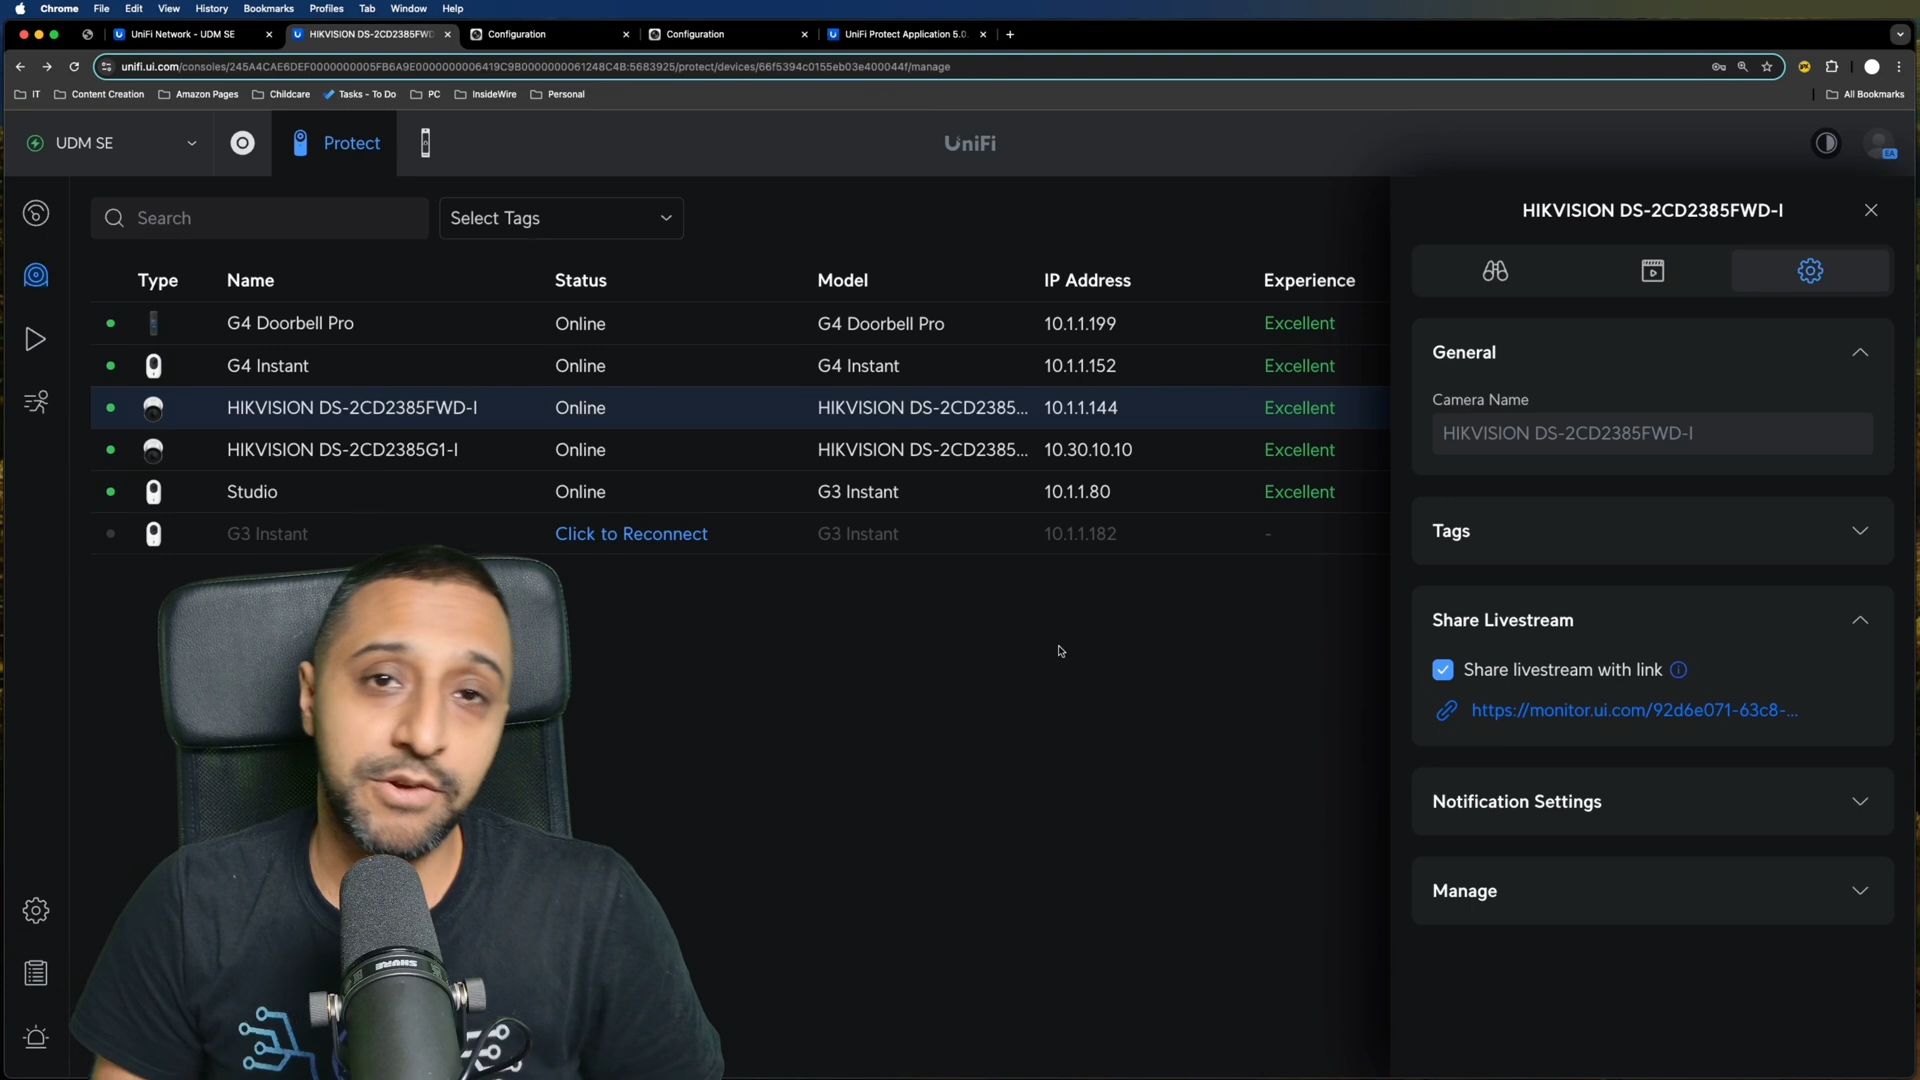 Chrome File Edit View History Bookmarks Profiles Tab Window Help
UniFi Network - UDM SE HIKVISION DS-2CD2385FWD Configuration Configuration UniFi Protect Application 5.0
unifi.ui.com/consoles/245A4CAE6DEF0000000005FB6A9E0000000006419C9B0000000061248C4B:5683925/protect/devices/66f5394c0155eb03e400044f/manage
IT Content Creation Amazon Pages Childcare Tasks - To Do PC InsideWire Personal All Bookmarks
UDM SE Protect UniFi EA
Search Select Tags
Type Name Status Model IP Address Experience
G4 Doorbell Pro Online G4 Doorbell Pro 10.1.1.199 Excellent
G4 Instant Online G4 Instant 10.1.1.152 Excellent
HIKVISION DS-2CD2385FWD-I Online HIKVISION DS-2CD2385... 10.1.1.144 Excellent
HIKVISION DS-2CD2385G1-I Online HIKVISION DS-2CD2385... 10.30.10.10 Excellent
Studio Online G3 Instant 10.1.1.80 Excellent
G3 Instant Click to Reconnect G3 Instant 10.1.1.182 -
HIKVISION DS-2CD2385FWD-I
General
Camera Name
HIKVISION DS-2CD2385FWD-I
Tags
Share Livestream
Share livestream with link
https://monitor.ui.com/92d6e071-63c8-...
Notification Settings
Manage
SHURE